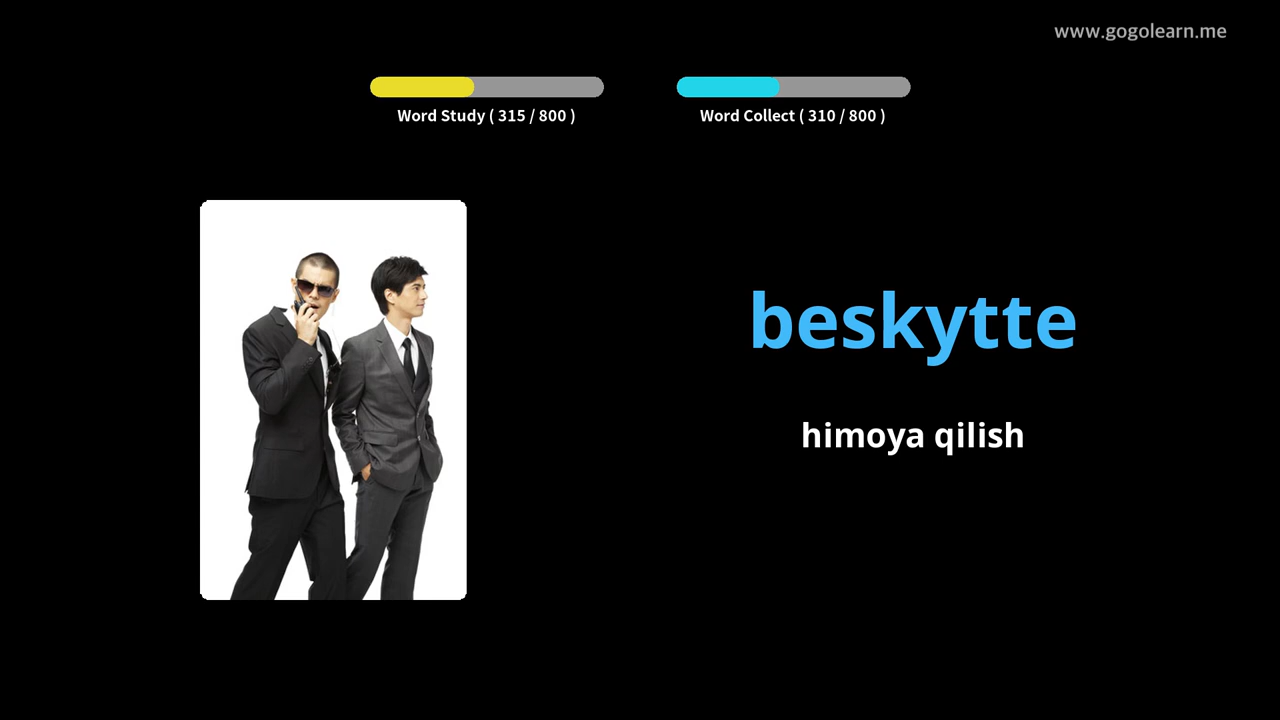 www.gogolearn.me
Word Study ( 315 / 800 )
Word Collect ( 310 / 800 )
beskytte
himoya qilish